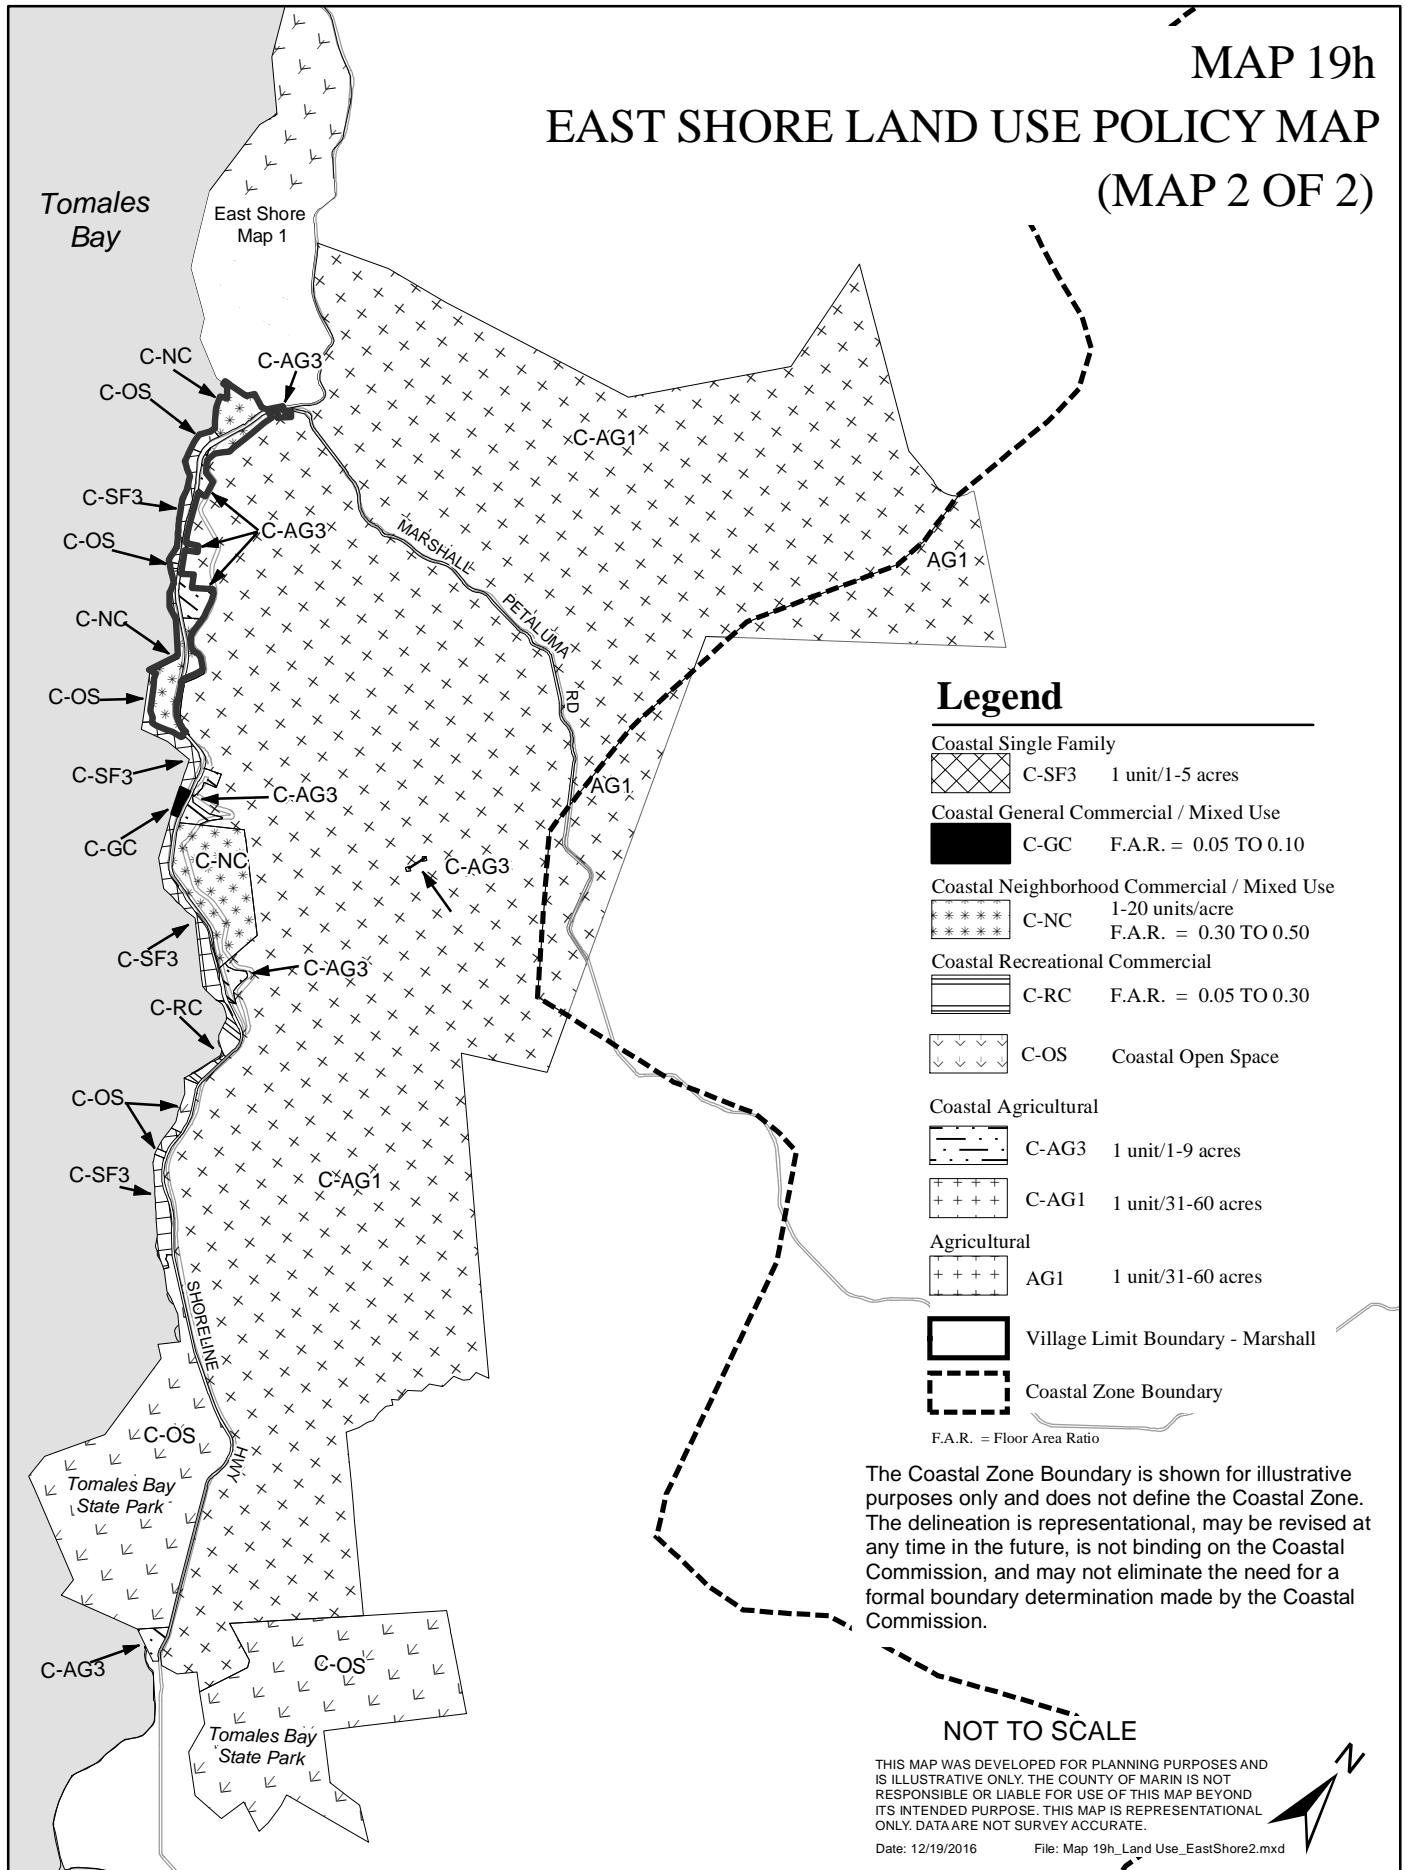 MAP 19h
EAST SHORE LAND USE POLICY MAP
(MAP 2 OF 2)
Tomales
Bay
East Shore
Map 1
C-NC
C-AG3
C-OS
C-AG1
C-SF3
C-AG3
C-OS
MARSHALL
AG1
PETALUMA
C-NC
RD
C-OS
C-SF3
C-AG3
AG1
C-GC
C-NC
C-AG3
C-SF3
C-AG3
C-RC
C-OS
C-SF3
C-AG1
SHORELINE
HWY
C-OS
Tomales Bay
State Park
C-AG3
C-OS
Tomales Bay
State Park
Legend
Coastal Single Family
C-SF3 1 unit/1-5 acres
Coastal General Commercial / Mixed Use
C-GC F.A.R. = 0.05 TO 0.10
Coastal Neighborhood Commercial / Mixed Use
1-20 units/acre
C-NC
F.A.R. = 0.30 TO 0.50
Coastal Recreational Commercial
C-RC F.A.R. = 0.05 TO 0.30
C-OS Coastal Open Space
Coastal Agricultural
C-AG3 1 unit/1-9 acres
C-AG1 1 unit/31-60 acres
Agricultural
AG1 1 unit/31-60 acres
Village Limit Boundary - Marshall
Coastal Zone Boundary
F.A.R. = Floor Area Ratio
The Coastal Zone Boundary is shown for illustrative
purposes only and does not define the Coastal Zone.
The delineation is representational, may be revised at
any time in the future, is not binding on the Coastal
Commission, and may not eliminate the need for a
formal boundary determination made by the Coastal
Commission.
NOT TO SCALE
THIS MAP WAS DEVELOPED FOR PLANNING PURPOSES AND
IS ILLUSTRATIVE ONLY. THE COUNTY OF MARIN IS NOT
RESPONSIBLE OR LIABLE FOR USE OF THIS MAP BEYOND
ITS INTENDED PURPOSE. THIS MAP IS REPRESENTATIONAL
ONLY. DATA ARE NOT SURVEY ACCURATE.
Date: 12/19/2016 File: Map 19h_Land Use_EastShore2.mxd
N